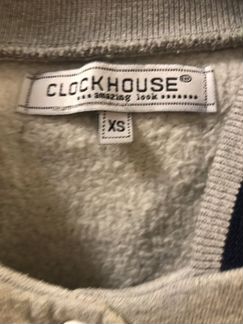 CLOCKHOUSE®
...amazing look.......
XS